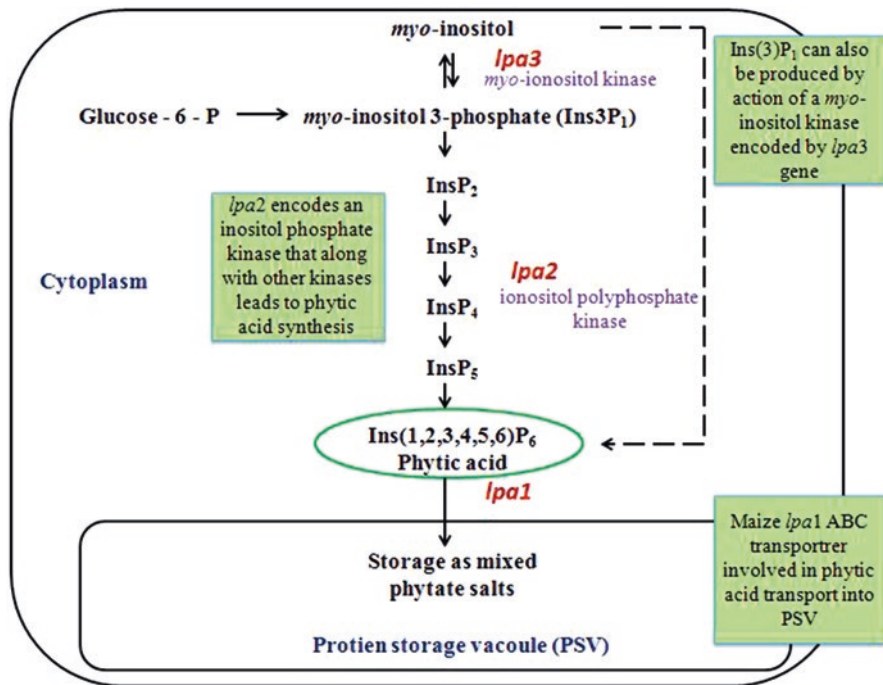 myo-inositol
lpa3
myo-ionositol kinase
Glucose - 6 - P
myo-inositol 3-phosphate (Ins3P₁)
Ins(3)P₁ can also
be produced by
action of a myo-
inositol kinase
encoded by lpa3
gene
InsP₂
lpa2 encodes an
inositol phosphate
kinase that along
with other kinases
leads to phytic
acid synthesis
InsP₃
Cytoplasm
lpa2
ionositol polyphosphate
kinase
InsP₄
InsP₅
Ins(1,2,3,4,5,6)P₆
Phytic acid
lpa1
Storage as mixed
phytate salts
Maize lpa1 ABC
transportrer
involved in phytic
acid transport into
PSV
Protien storage vacoule (PSV)